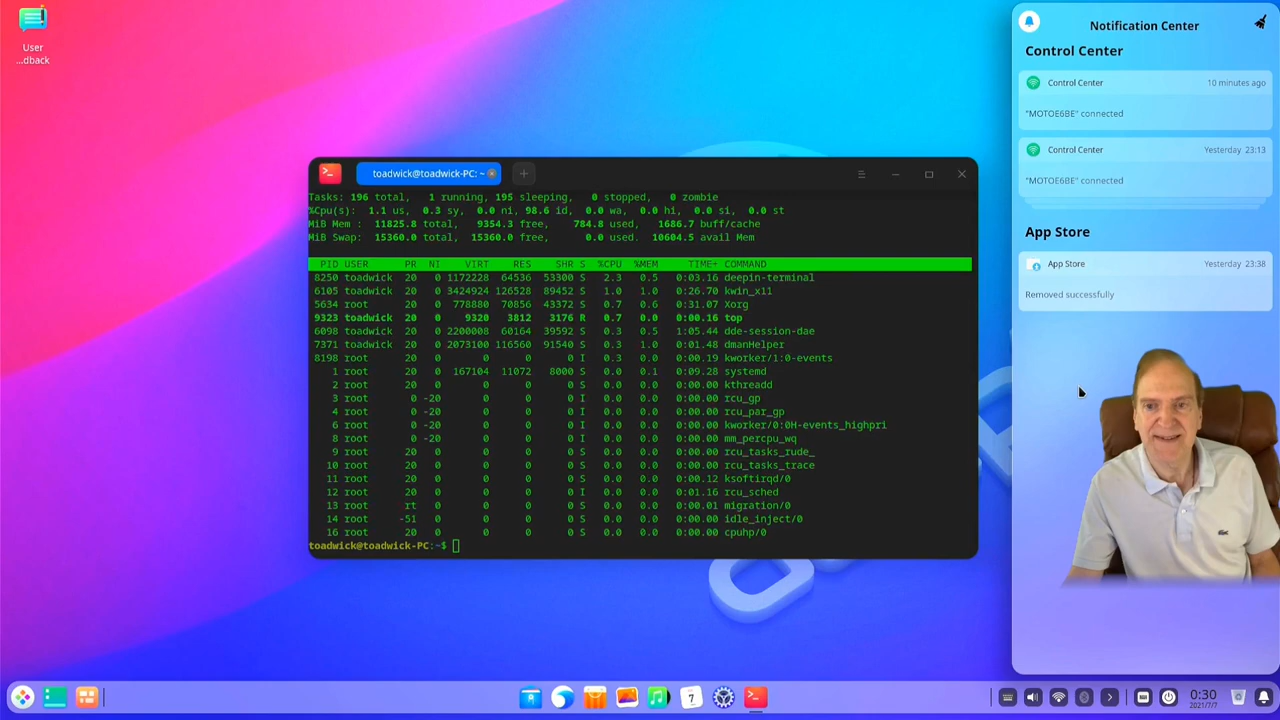 User
...dback
toadwick@toadwick-PC: ~
Tasks: 196 total, 1 running, 195 sleeping, 0 stopped, 0 zombie
%Cpu(s): 1.1 us, 0.3 sy, 0.0 ni, 98.6 id, 0.0 wa, 0.0 hi, 0.0 si, 0.0 st
MiB Mem : 11825.8 total, 9354.3 free, 784.8 used, 1686.7 buff/cache
MiB Swap: 15360.0 total, 15360.0 free, 0.0 used. 10604.5 avail Mem
PID USER PR NI VIRT RES SHR S %CPU %MEM TIME+ COMMAND
8250 toadwick 20 0 1172228 64536 53300 S 2.3 0.5 0:03.16 deepin-terminal
6105 toadwick 20 0 3424924 126528 89452 S 1.0 1.0 0:26.70 kwin_x11
5634 root 20 0 778880 70856 43372 S 0.7 0.6 0:31.07 Xorg
9323 toadwick 20 0 9320 3812 3176 R 0.7 0.0 0:00.16 top
6098 toadwick 20 0 2200008 60164 39592 S 0.3 0.5 1:05.44 dde-session-dae
7371 toadwick 20 0 2073100 116560 91540 S 0.3 1.0 0:01.48 dmanHelper
8198 root 20 0 0 0 0 I 0.3 0.0 0:00.19 kworker/1:0-events
1 root 20 0 167104 11072 8000 S 0.0 0.1 0:09.28 systemd
2 root 20 0 0 0 0 S 0.0 0.0 0:00.00 kthreadd
3 root 0 -20 0 0 0 I 0.0 0.0 0:00.00 rcu_gp
4 root 0 -20 0 0 0 I 0.0 0.0 0:00.00 rcu_par_gp
6 root 0 -20 0 0 0 I 0.0 0.0 0:00.00 kworker/0:0H-events_highpri
8 root 0 -20 0 0 0 I 0.0 0.0 0:00.00 mm_percpu_wq
9 root 20 0 0 0 0 S 0.0 0.0 0:00.00 rcu_tasks_rude_
10 root 20 0 0 0 0 S 0.0 0.0 0:00.00 rcu_tasks_trace
11 root 20 0 0 0 0 S 0.0 0.0 0:00.12 ksoftirqd/0
12 root 20 0 0 0 0 I 0.0 0.0 0:01.16 rcu_sched
13 root rt 0 0 0 0 S 0.0 0.0 0:00.01 migration/0
14 root -51 0 0 0 0 S 0.0 0.0 0:00.00 idle_inject/0
16 root 20 0 0 0 0 S 0.0 0.0 0:00.00 cpuhp/0
toadwick@toadwick-PC:~$
Notification Center
Control Center
Control Center 10 minutes ago
"MOTOE6BE" connected
Control Center Yesterday 23:13
"MOTOE6BE" connected
App Store
App Store Yesterday 23:38
Removed successfully
7
0:30
2021/7/7